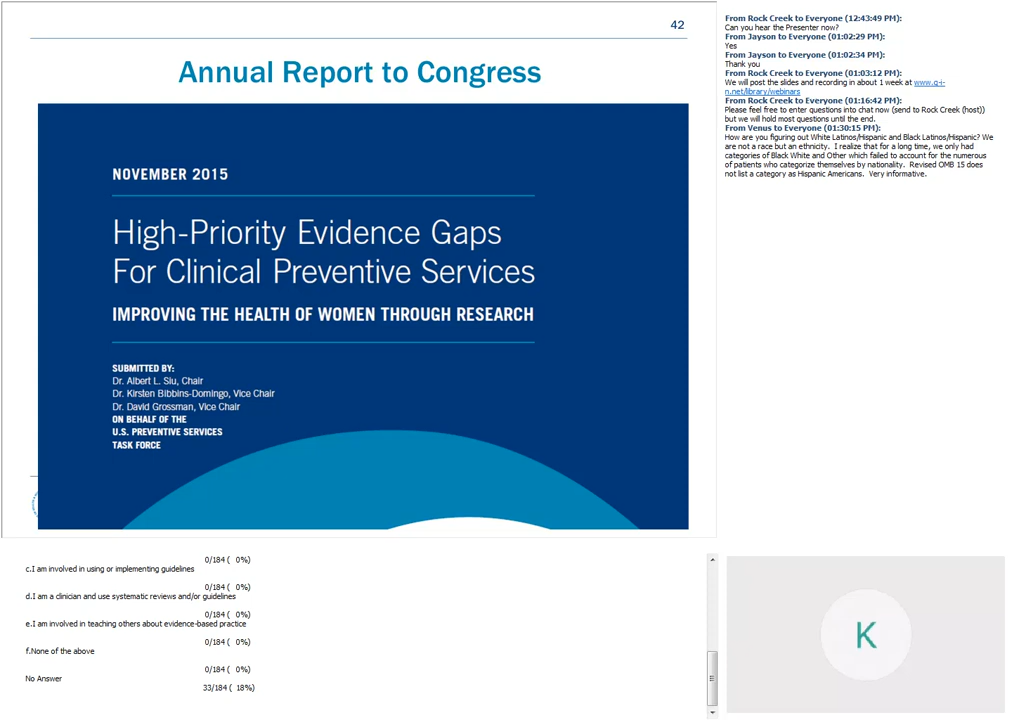 42
Annual Report to Congress
NOVEMBER 2015
High-Priority Evidence Gaps
For Clinical Preventive Services
IMPROVING THE HEALTH OF WOMEN THROUGH RESEARCH
SUBMITTED BY:
Dr. Albert L. Siu, Chair
Dr. Kirsten Bibbins-Domingo, Vice Chair
Dr. David Grossman, Vice Chair
ON BEHALF OF THE
U.S. PREVENTIVE SERVICES
TASK FORCE
From Rock Creek to Everyone (12:43:49 PM):
Can you hear the Presenter now?
From Jayson to Everyone (01:02:29 PM):
Yes
From Jayson to Everyone (01:02:34 PM):
Thank you
From Rock Creek to Everyone (01:03:12 PM):
We will post the slides and recording in about 1 week at www.g-i-
n.net/library/webinars
From Rock Creek to Everyone (01:16:42 PM):
Please feel free to enter questions into chat now (send to Rock Creek (host))
but we will hold most questions until the end.
From Venus to Everyone (01:30:15 PM):
How are you figuring out White Latinos/Hispanic and Black Latinos/Hispanic? We
are not a race but an ethnicity. I realize that for a long time, we only had
categories of Black White and Other which failed to account for the numerous
of patients who categorize themselves by nationality. Revised OMB 15 does
not list a category as Hispanic Americans. Very informative.
0/184 ( 0%)
c.I am involved in using or implementing guidelines
0/184 ( 0%)
d.I am a clinician and use systematic reviews and/or guidelines
0/184 ( 0%)
e.I am involved in teaching others about evidence-based practice
0/184 ( 0%)
f.None of the above
0/184 ( 0%)
No Answer
33/184 ( 18%)
K